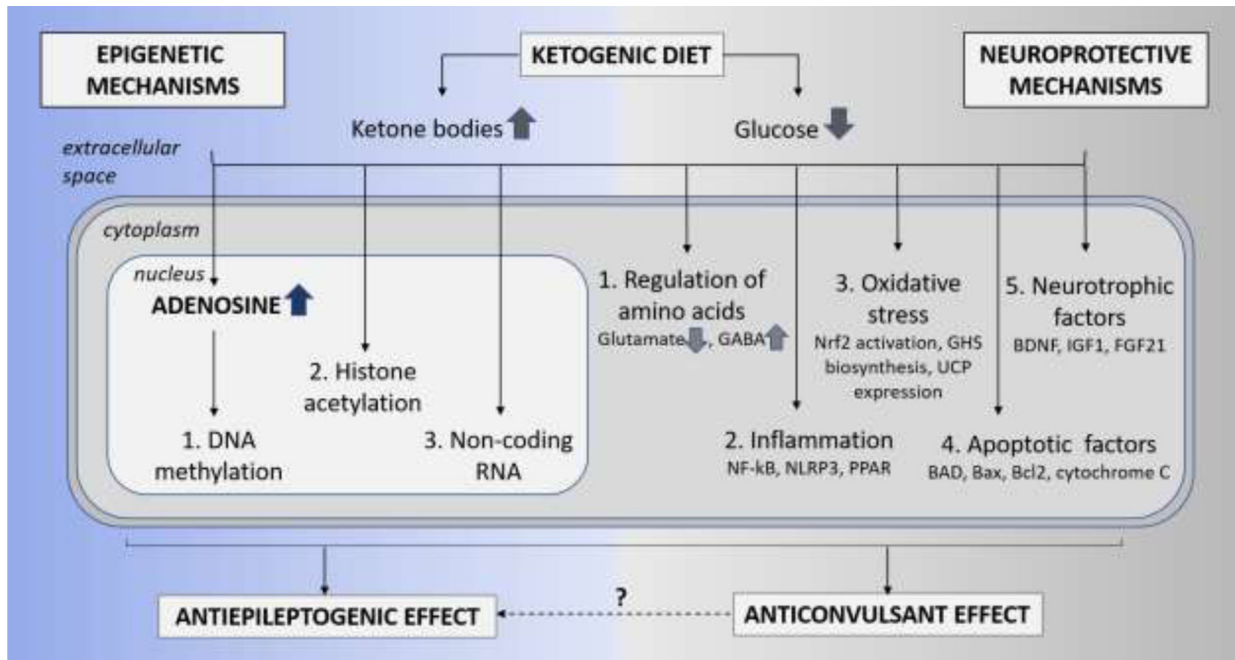 EPIGENETIC
MECHANISMS
KETOGENIC DIET
NEUROPROTECTIVE
MECHANISMS
Ketone bodies
Glucose
extracellular
space
cytoplasm
nucleus
ADENOSINE
1. DNA
methylation
2. Histone
acetylation
3. Non-coding
RNA
1. Regulation of
amino acids
Glutamate , GABA
2. Inflammation
NF-kB, NLRP3, PPAR
3. Oxidative
stress
Nrf2 activation, GHS
biosynthesis, UCP
expression
4. Apoptotic factors
BAD, Bax, Bcl2, cytochrome C
5. Neurotrophic
factors
BDNF, IGF1, FGF21
ANTIEPILEPTOGENIC EFFECT
?
ANTICONVULSANT EFFECT